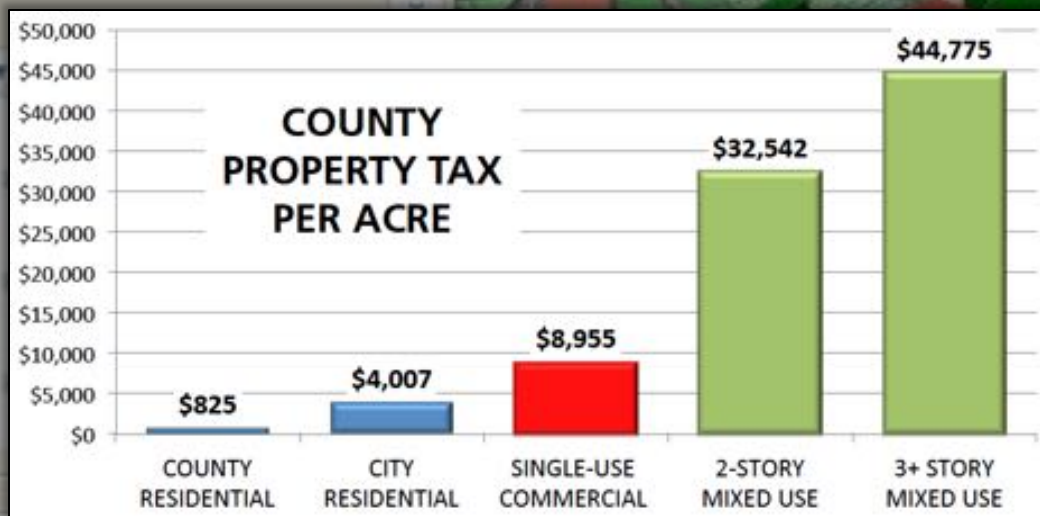 $50,000
$45,000
$40,000
$35,000
$30,000
$25,000
$20,000
$15,000
$10,000
$5,000
$0
COUNTY
PROPERTY TAX
PER ACRE
$825
$4,007
$8,955
$32,542
$44,775
COUNTY
RESIDENTIAL
CITY
RESIDENTIAL
SINGLE-USE
COMMERCIAL
2-STORY
MIXED USE
3+ STORY
MIXED USE